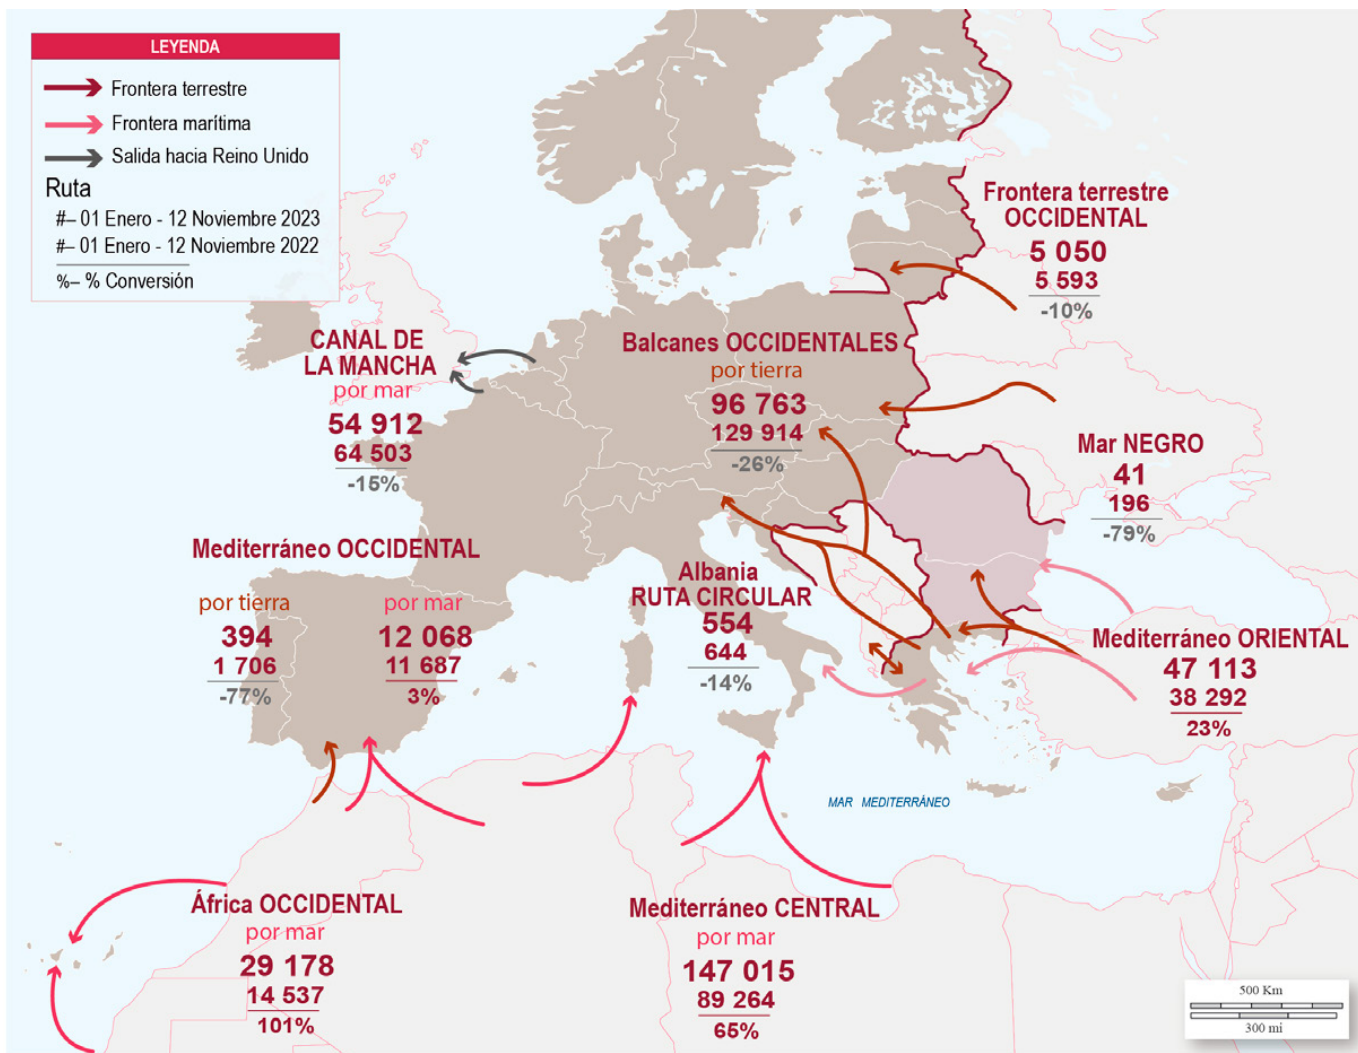 LEYENDA
Frontera terrestre
Frontera marítima
Salida hacia Reino Unido
Ruta
#– 01 Enero - 12 Noviembre 2023
#– 01 Enero - 12 Noviembre 2022
%– % Conversión
Frontera terrestre
OCCIDENTAL
5 050
5 593
-10%
CANAL DE
LA MANCHA
por mar
54 912
64 503
-15%
Balcanes OCCIDENTALES
por tierra
96 763
129 914
-26%
Mar NEGRO
41
196
-79%
Mediterráneo OCCIDENTAL
por tierra
394
1 706
-77%
por mar
12 068
11 687
3%
Albania
RUTA CIRCULAR
554
644
-14%
Mediterráneo ORIENTAL
47 113
38 292
23%
MAR MEDITERRÁNEO
África OCCIDENTAL
por mar
29 178
14 537
101%
Mediterráneo CENTRAL
por mar
147 015
89 264
65%
500 Km
300 mi